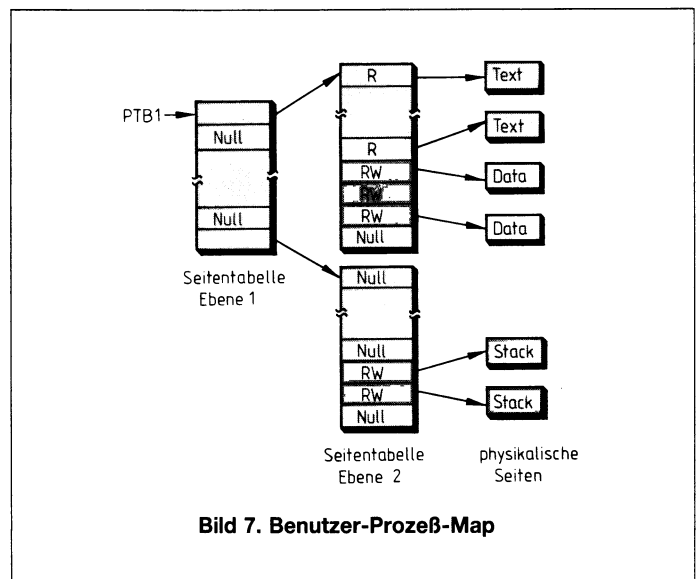 PTB1
Null
Null
Seitentabelle
Ebene 1
R
R
RW
RW
RW
Null
Null
Null
RW
RW
Null
Seitentabelle
Ebene 2
Text
Text
Data
Data
Stack
Stack
physikalische
Seiten
Bild 7. Benutzer-Prozeß-Map